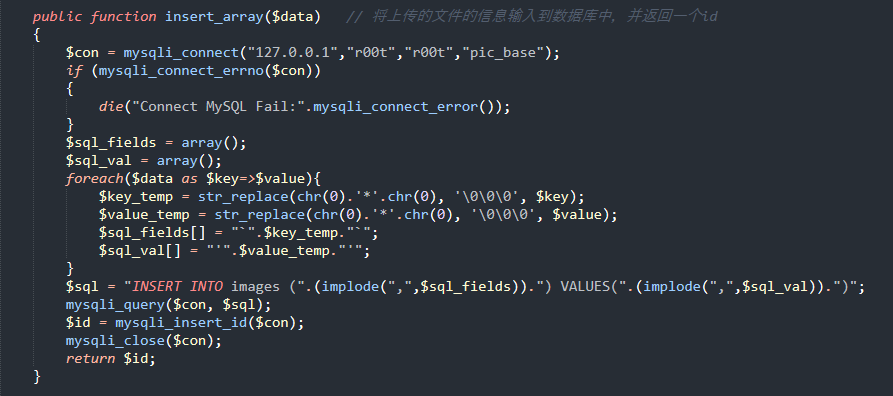 public function insert_array($data)   // 将上传的文件的信息输入到数据库中, 并返回一个id
{
    $con = mysqli_connect("127.0.0.1","r00t","r00t","pic_base");
    if (mysqli_connect_errno($con))
    {
        die("Connect MySQL Fail:".mysqli_connect_error());
    }
    $sql_fields = array();
    $sql_val = array();
    foreach($data as $key=>$value){
        $key_temp = str_replace(chr(0).'*'.chr(0), '\0\0\0', $key);
        $value_temp = str_replace(chr(0).'*'.chr(0), '\0\0\0', $value);
        $sql_fields[] = "`".$key_temp."`";
        $sql_val[] = "'".$value_temp."'";
    }
    $sql = "INSERT INTO images (".(implode(",",$sql_fields)).") VALUES(".(implode(",",$sql_val)).")";
    mysqli_query($con, $sql);
    $id = mysqli_insert_id($con);
    mysqli_close($con);
    return $id;
}